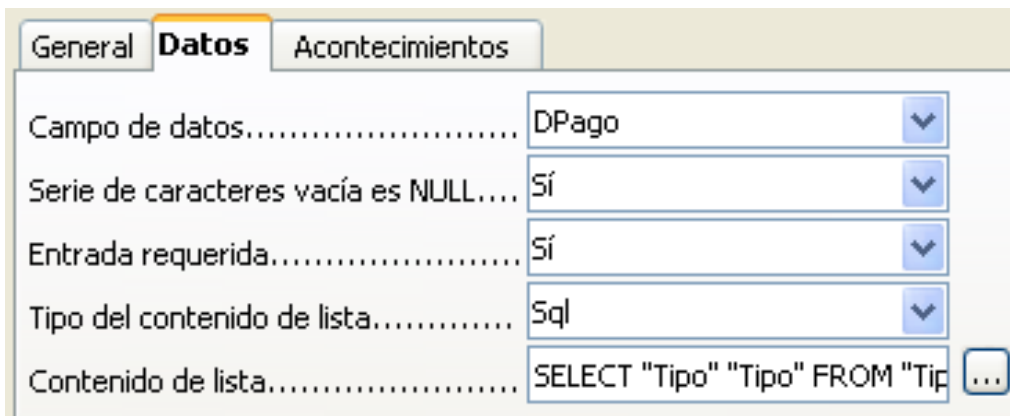 General Datos Acontecimientos
Campo de datos........................ DPago
Serie de caracteres vacía es NULL.... Sí
Entrada requerida...................... Sí
Tipo del contenido de lista............. Sql
Contenido de lista....................... SELECT "Tipo" "Tipo" FROM "Tip ...